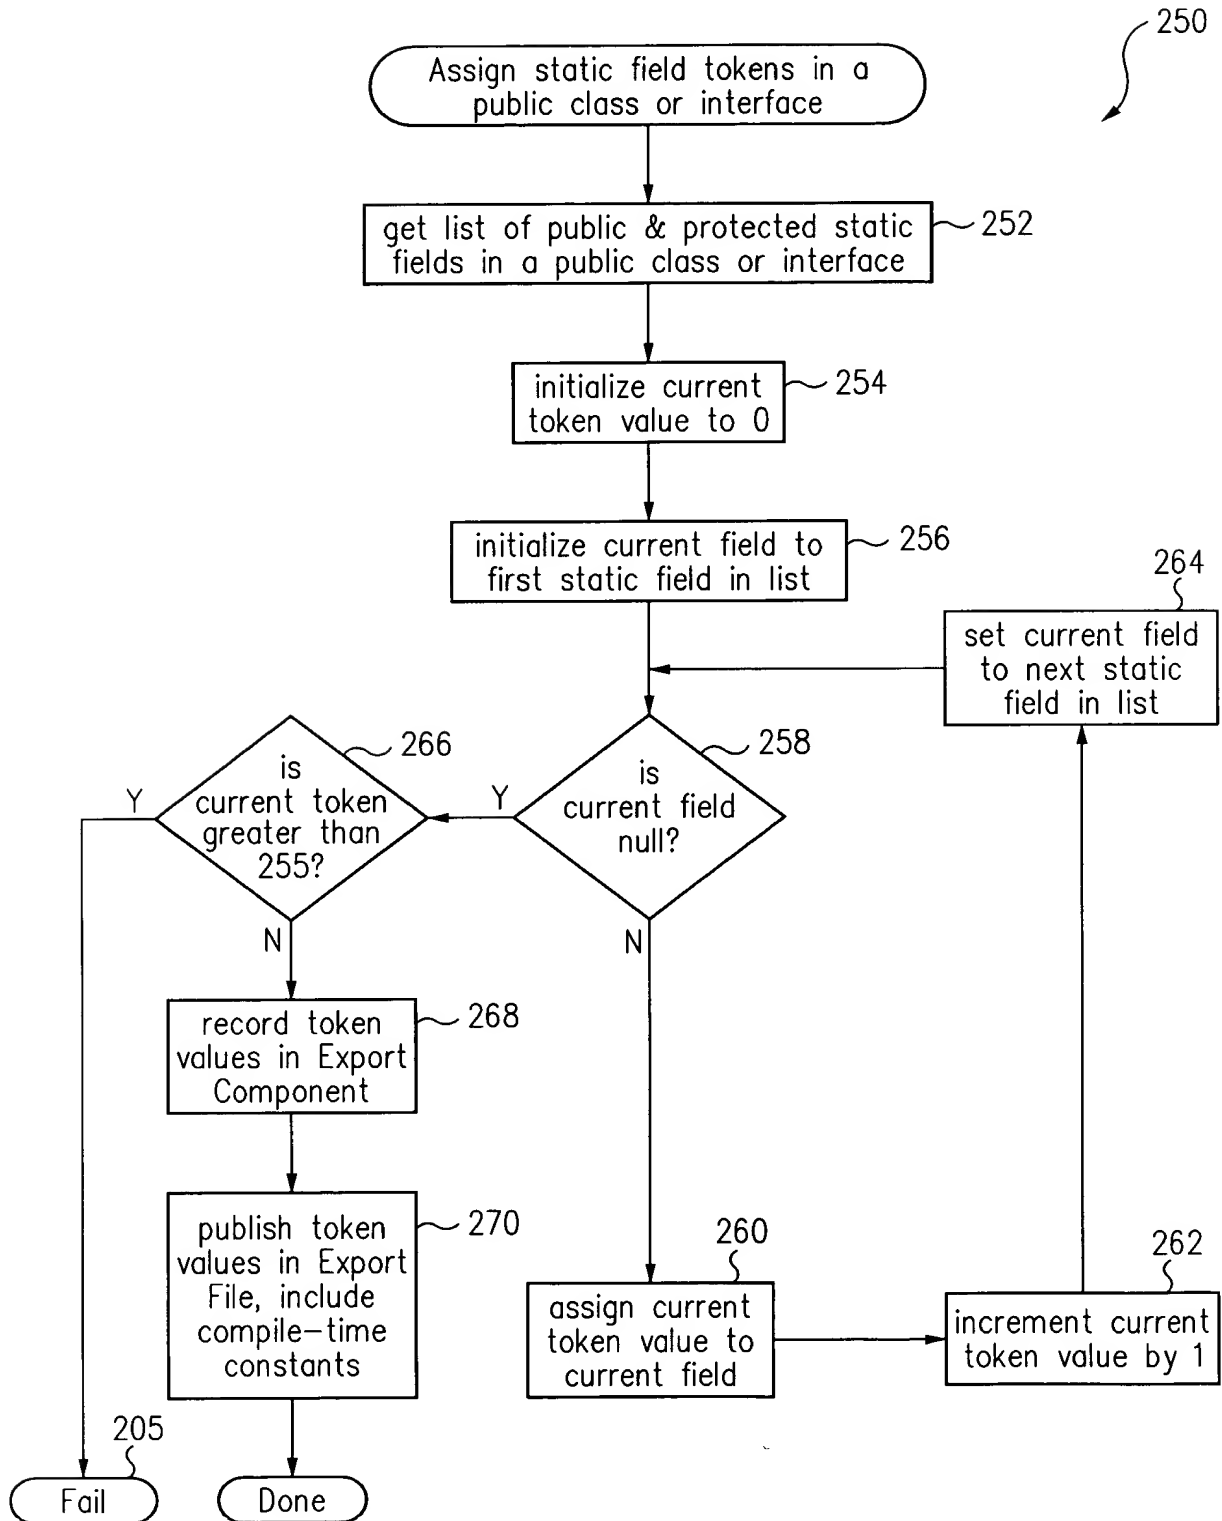 250
Assign static field tokens in a
public class or interface
get list of public & protected static
fields in a public class or interface
252
initialize current
token value to 0
254
initialize current field to
first static field in list
256
264
set current field
to next static
field in list
258
is
current field
null?
Y
N
266
is
current token
greater than
255?
Y
N
record token
values in Export
Component
268
publish token
values in Export
File, include
compile-time
constants
270
260
assign current
token value to
current field
262
increment current
token value by 1
205
Fail
Done